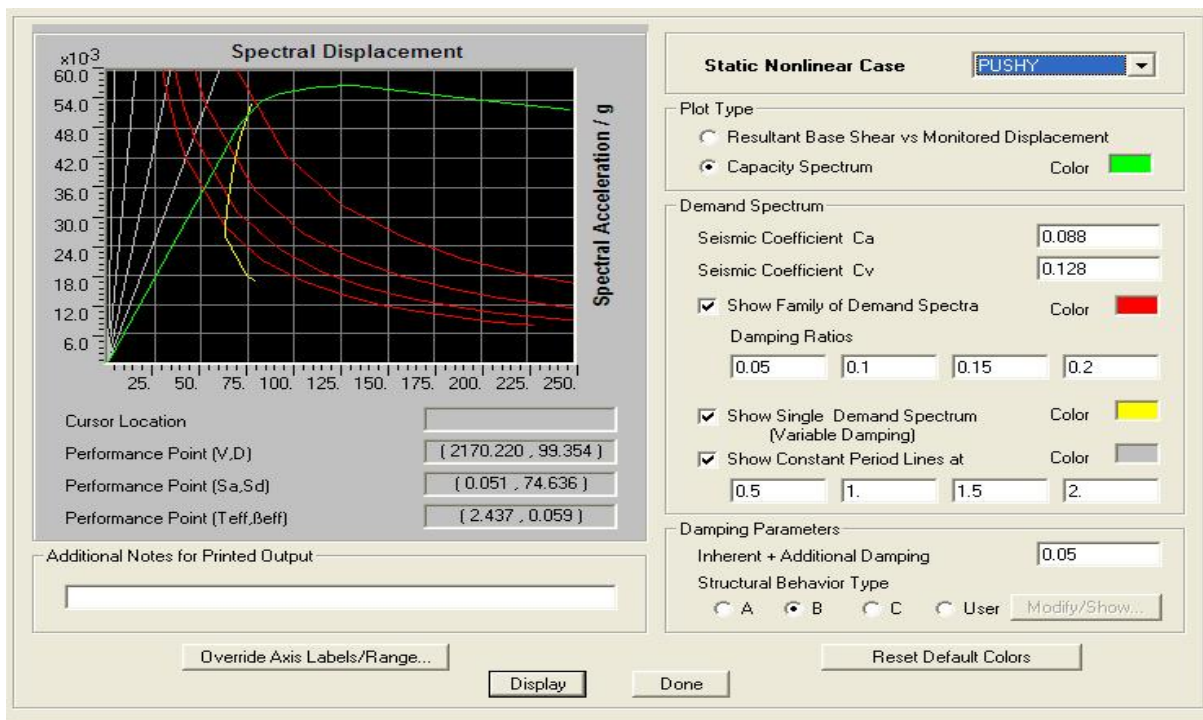 Spectral Displacement
x10-3
60.0
54.0
48.0
42.0
36.0
30.0
24.0
18.0
12.0
6.0
25. 50. 75. 100. 125. 150. 175. 200. 225. 250.
Spectral Acceleration / g
Cursor Location
Performance Point (V,D) ( 2170.220 , 99.354 )
Performance Point (Sa,Sd) ( 0.051 , 74.636 )
Performance Point (Teff,βeff) ( 2.437 , 0.059 )
Additional Notes for Printed Output
Override Axis Labels/Range...
Static Nonlinear Case PUSHY
Plot Type
Resultant Base Shear vs Monitored Displacement
Capacity Spectrum Color
Demand Spectrum
Seismic Coefficient Ca 0.088
Seismic Coefficient Cv 0.128
Show Family of Demand Spectra Color
Damping Ratios
0.05 0.1 0.15 0.2
Show Single Demand Spectrum Color
(Variable Damping)
Show Constant Period Lines at Color
0.5 1. 1.5 2.
Damping Parameters
Inherent + Additional Damping 0.05
Structural Behavior Type
A B C User Modify/Show...
Reset Default Colors
Display Done